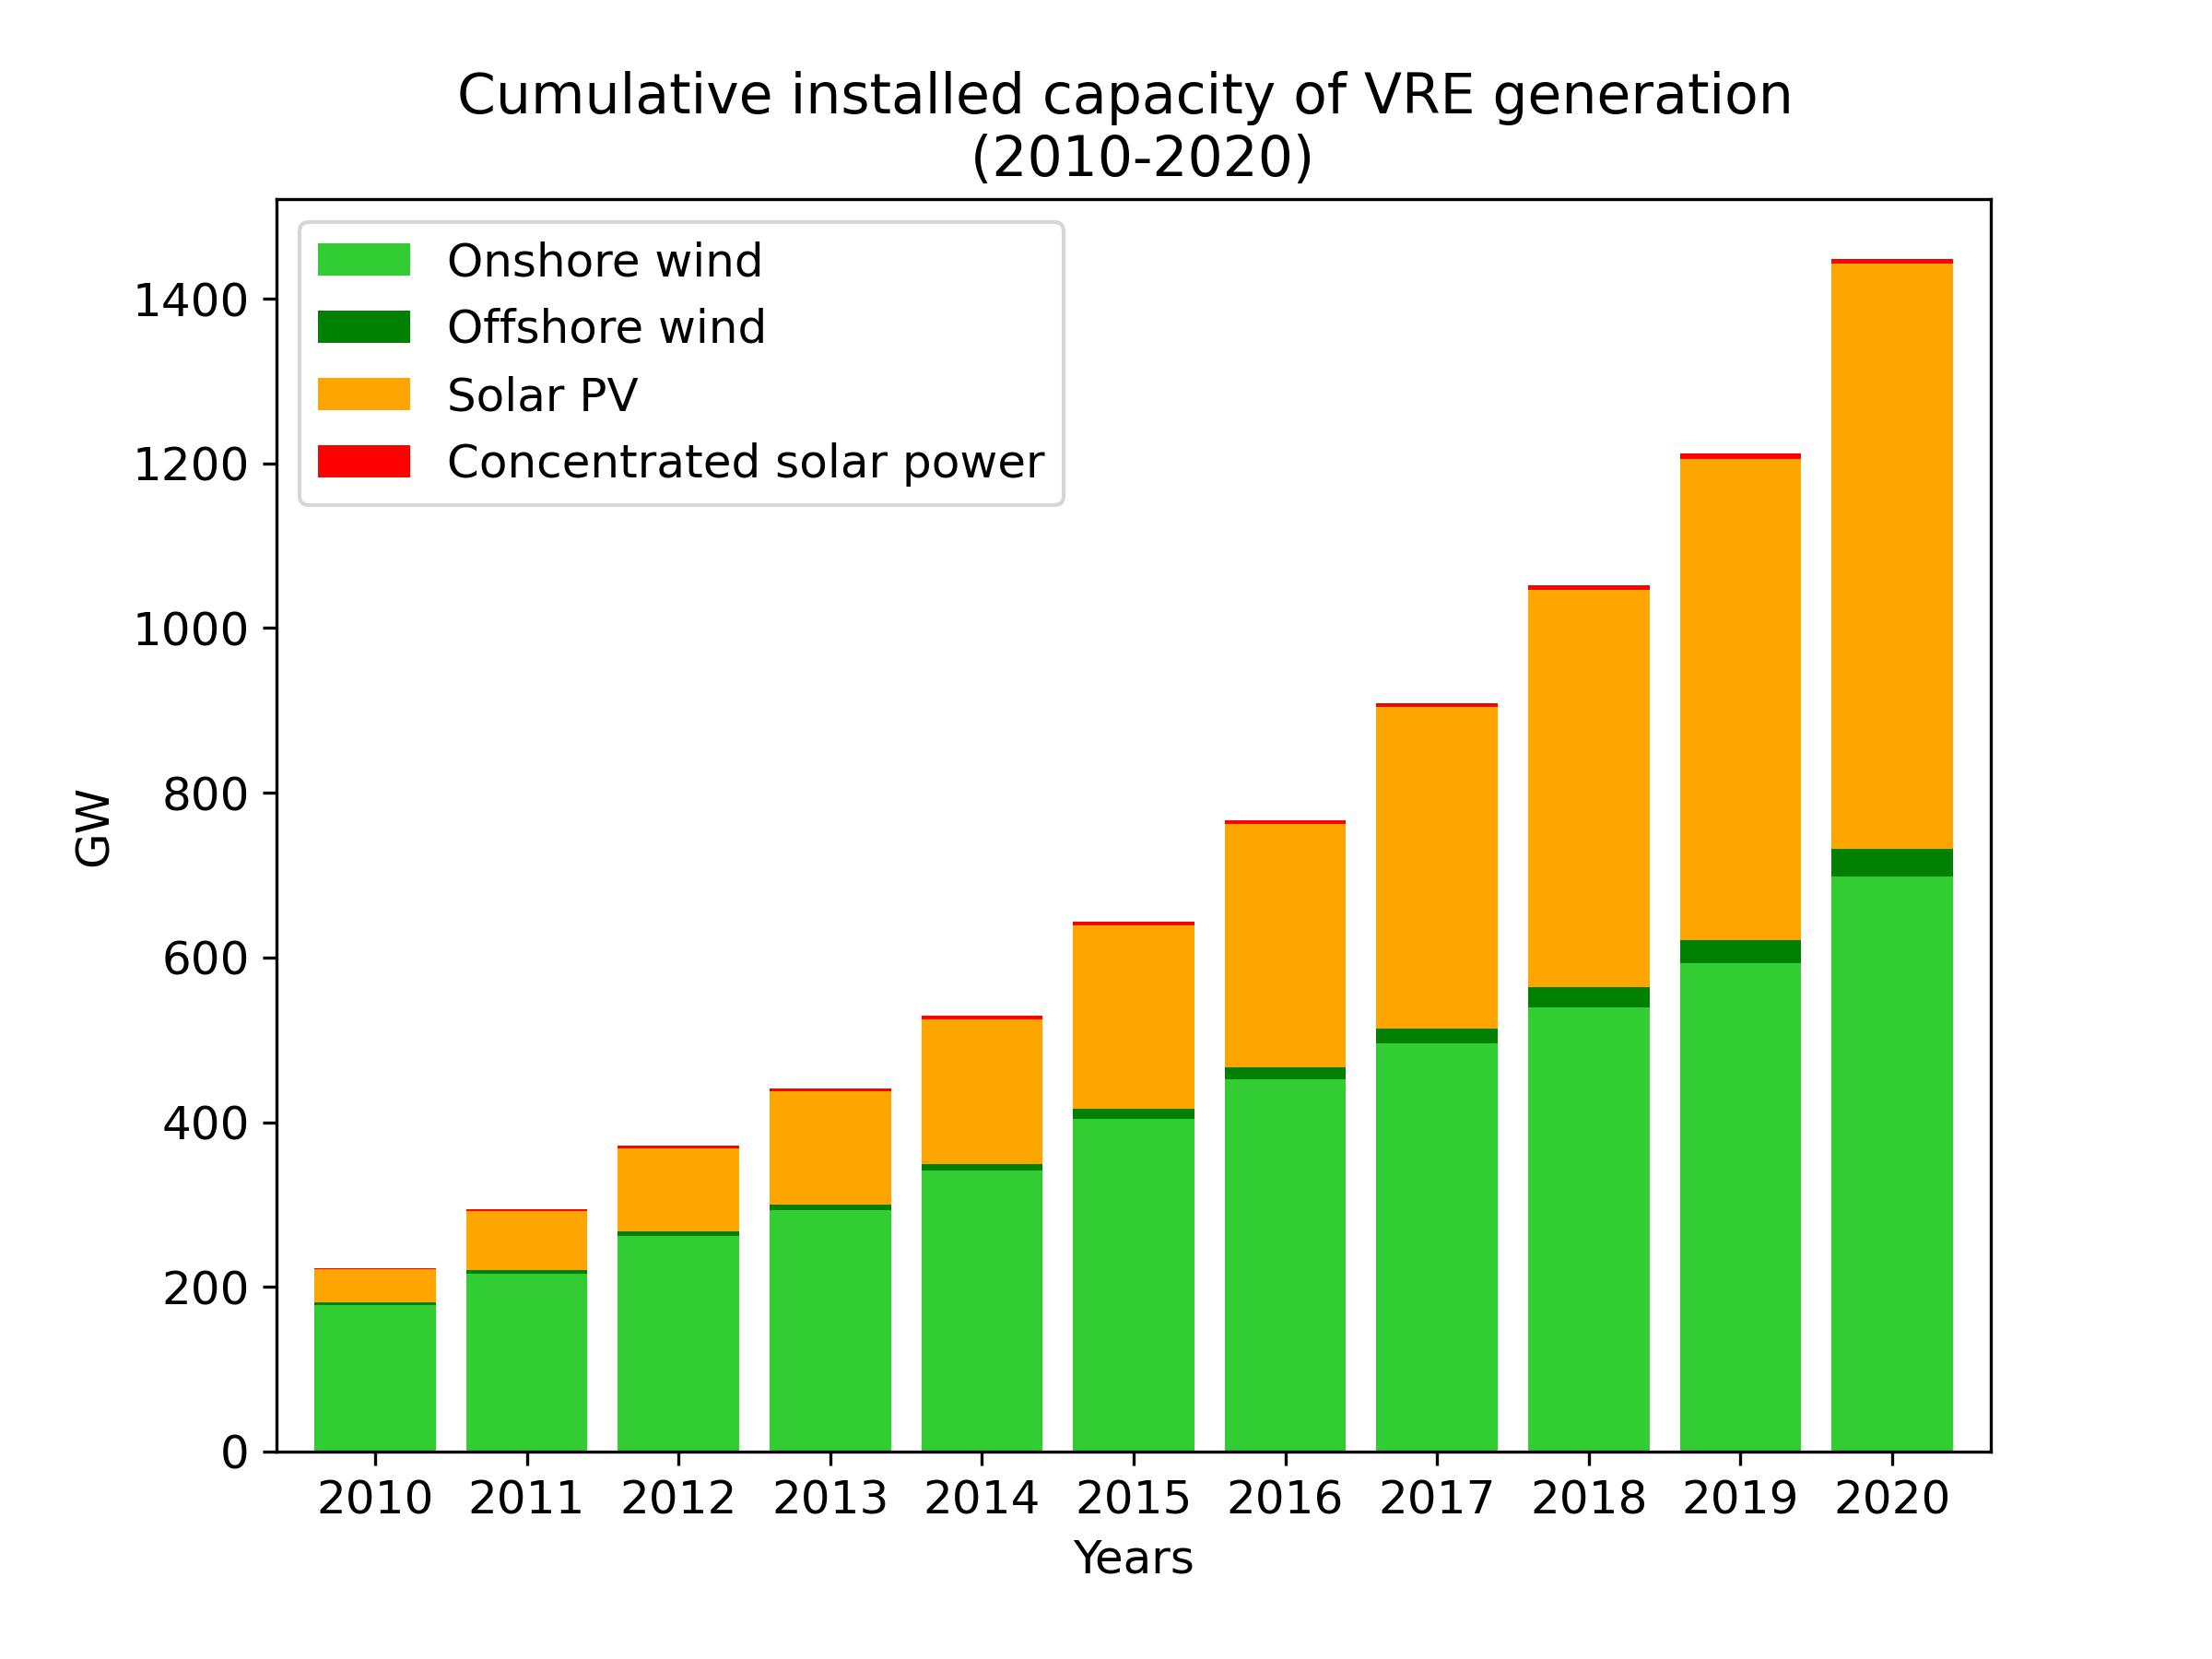 Cumulative installed capacity of VRE generation
(2010-2020)
Onshore wind
Offshore wind
Solar PV
Concentrated solar power
1400
1200
1000
800
600
400
200
0
GW
2010 2011 2012 2013 2014 2015 2016 2017 2018 2019 2020
Years